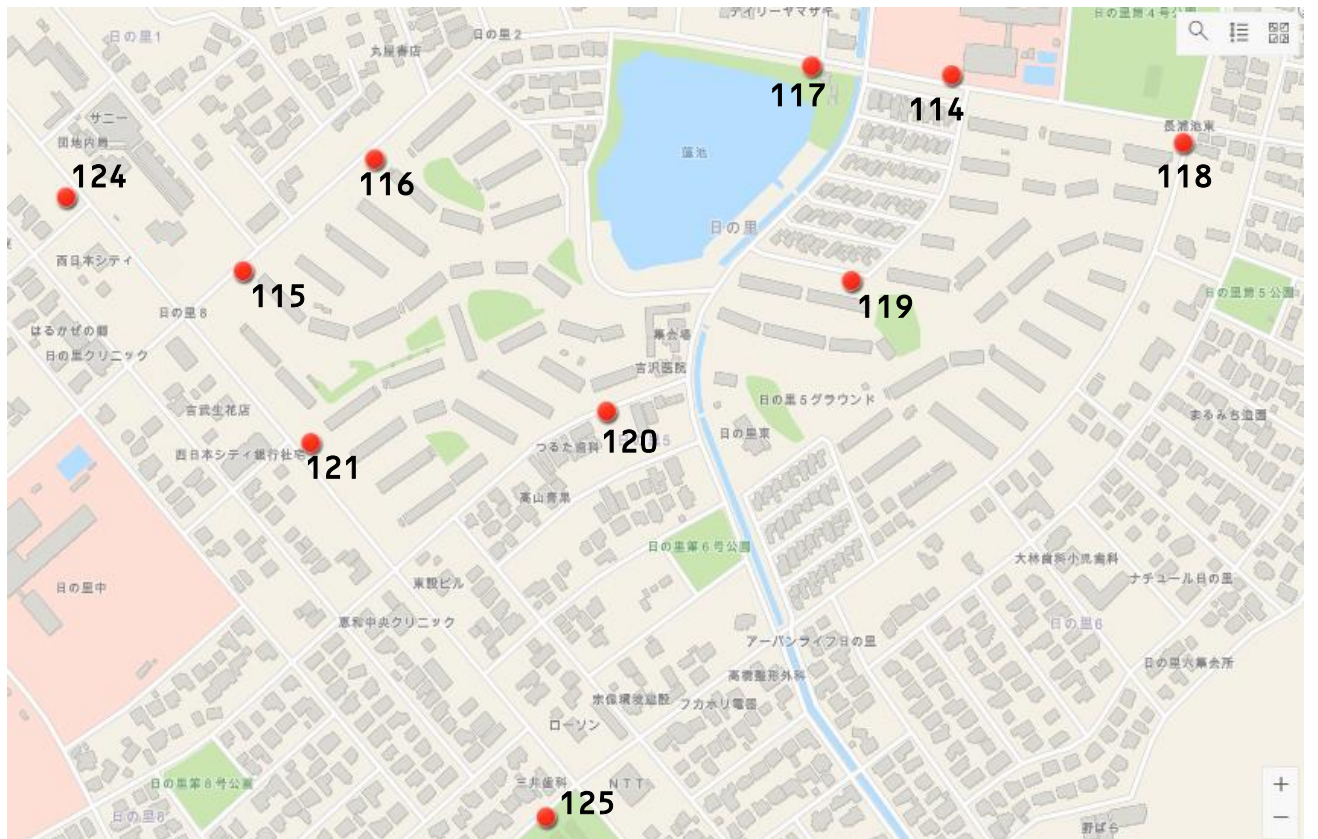 デイリーヤマザキ
日の里第4号公園
日の里1
日の里2
丸屋書店
117
114
サニー
団地内局
長浦池東
蓮池
124
116
118
日の里
西日本シティ
115
日の里第5公園
119
日の里8
はるかぜの郷
集会場
日の里クリニック
吉沢医院
吉武生花店
日の里5グラウンド
まるみち造園
日の里東
120
つるた歯科
西日本シティ銀行社宅
121
高山青果
日の里第6号公園
大林歯科小児歯科
東設ビル
ナチュール日の里
日の里中
恵和中央クリニック
日の里6
アーバンライフ日の里
日の里六集会所
高橋整形外科
宗像環境建設
フカホリ電器
ローソン
日の里第8号公園
三井歯科
NTT
125
日の里8
野ばら